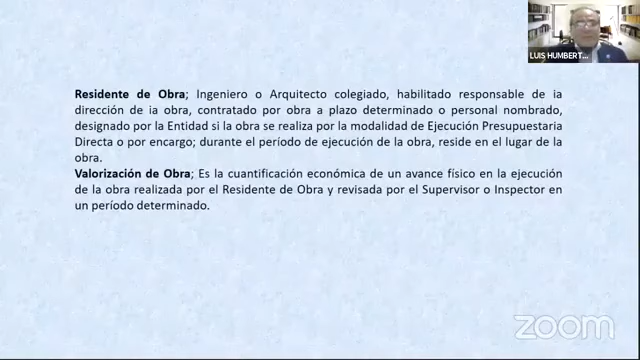 LUIS HUMBERT...
Residente de Obra; Ingeniero o Arquitecto colegiado, habilitado responsable de ia
dirección de ia obra, contratado por obra a plazo determinado o personal nombrado,
designado por la Entidad si la obra se realiza por la modalidad de Ejecución Presupuestaria
Directa o por encargo; durante el período de ejecución de la obra, reside en el lugar de la
obra.
Valorización de Obra; Es la cuantificación económica de un avance físico en la ejecución
de la obra realizada por el Residente de Obra y revisada por el Supervisor o Inspector en
un período determinado.
zoom